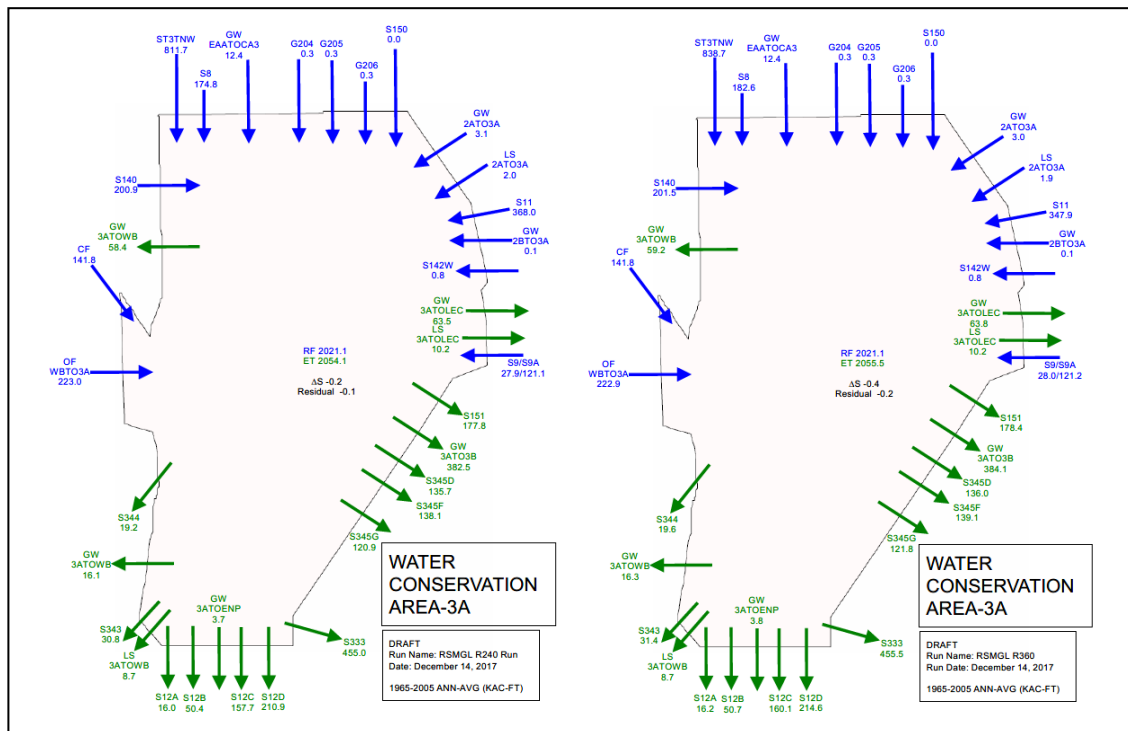 ST3TNW
811.7
S8
174.8
GW
EAATOCA3
12.4
G204
0.3
G205
0.3
G206
0.3
S150
0.0
GW
2ATO3A
3.1
LS
2ATO3A
2.0
S11
368.0
GW
2BTO3A
0.1
S142W
0.8
GW
3ATOLEC
63.5
LS
3ATOLEC
10.2
S9/S9A
27.9/121.1
S140
200.9
GW
3ATOWB
58.4
CF
141.8
OF
WBTO3A
223.0
RF 2021.1
ET 2054.1
ΔS -0.2
Residual -0.1
S151
177.8
GW
3ATO3B
382.5
S345D
135.7
S345F
138.1
S345G
120.9
S344
19.2
GW
3ATOWB
16.1
S343
30.8
LS
3ATOWB
8.7
GW
3ATOENP
3.7
S333
455.0
S12A
16.0
S12B
50.4
S12C
157.7
S12D
210.9
WATER
CONSERVATION
AREA-3A
DRAFT
Run Name: RSMGL R240 Run
Date: December 14, 2017
1965-2005 ANN-AVG (KAC-FT)
ST3TNW
838.7
S8
182.6
GW
EAATOCA3
12.4
G204
0.3
G205
0.3
G206
0.3
S150
0.0
GW
2ATO3A
3.0
LS
2ATO3A
1.9
S11
347.9
GW
2BTO3A
0.1
S142W
0.8
GW
3ATOLEC
63.8
LS
3ATOLEC
10.2
S9/S9A
28.0/121.2
S140
201.5
GW
3ATOWB
59.2
CF
141.8
OF
WBTO3A
222.9
RF 2021.1
ET 2055.5
ΔS -0.4
Residual -0.2
S151
178.4
GW
3ATO3B
384.1
S345D
136.0
S345F
139.1
S345G
121.8
S344
19.6
GW
3ATOWB
16.3
S343
31.4
LS
3ATOWB
8.7
GW
3ATOENP
3.8
S333
455.5
S12A
16.2
S12B
50.7
S12C
160.1
S12D
214.6
WATER
CONSERVATION
AREA-3A
DRAFT
Run Name: RSMGL R360
Run Date: December 14, 2017
1965-2005 ANN-AVG (KAC-FT)